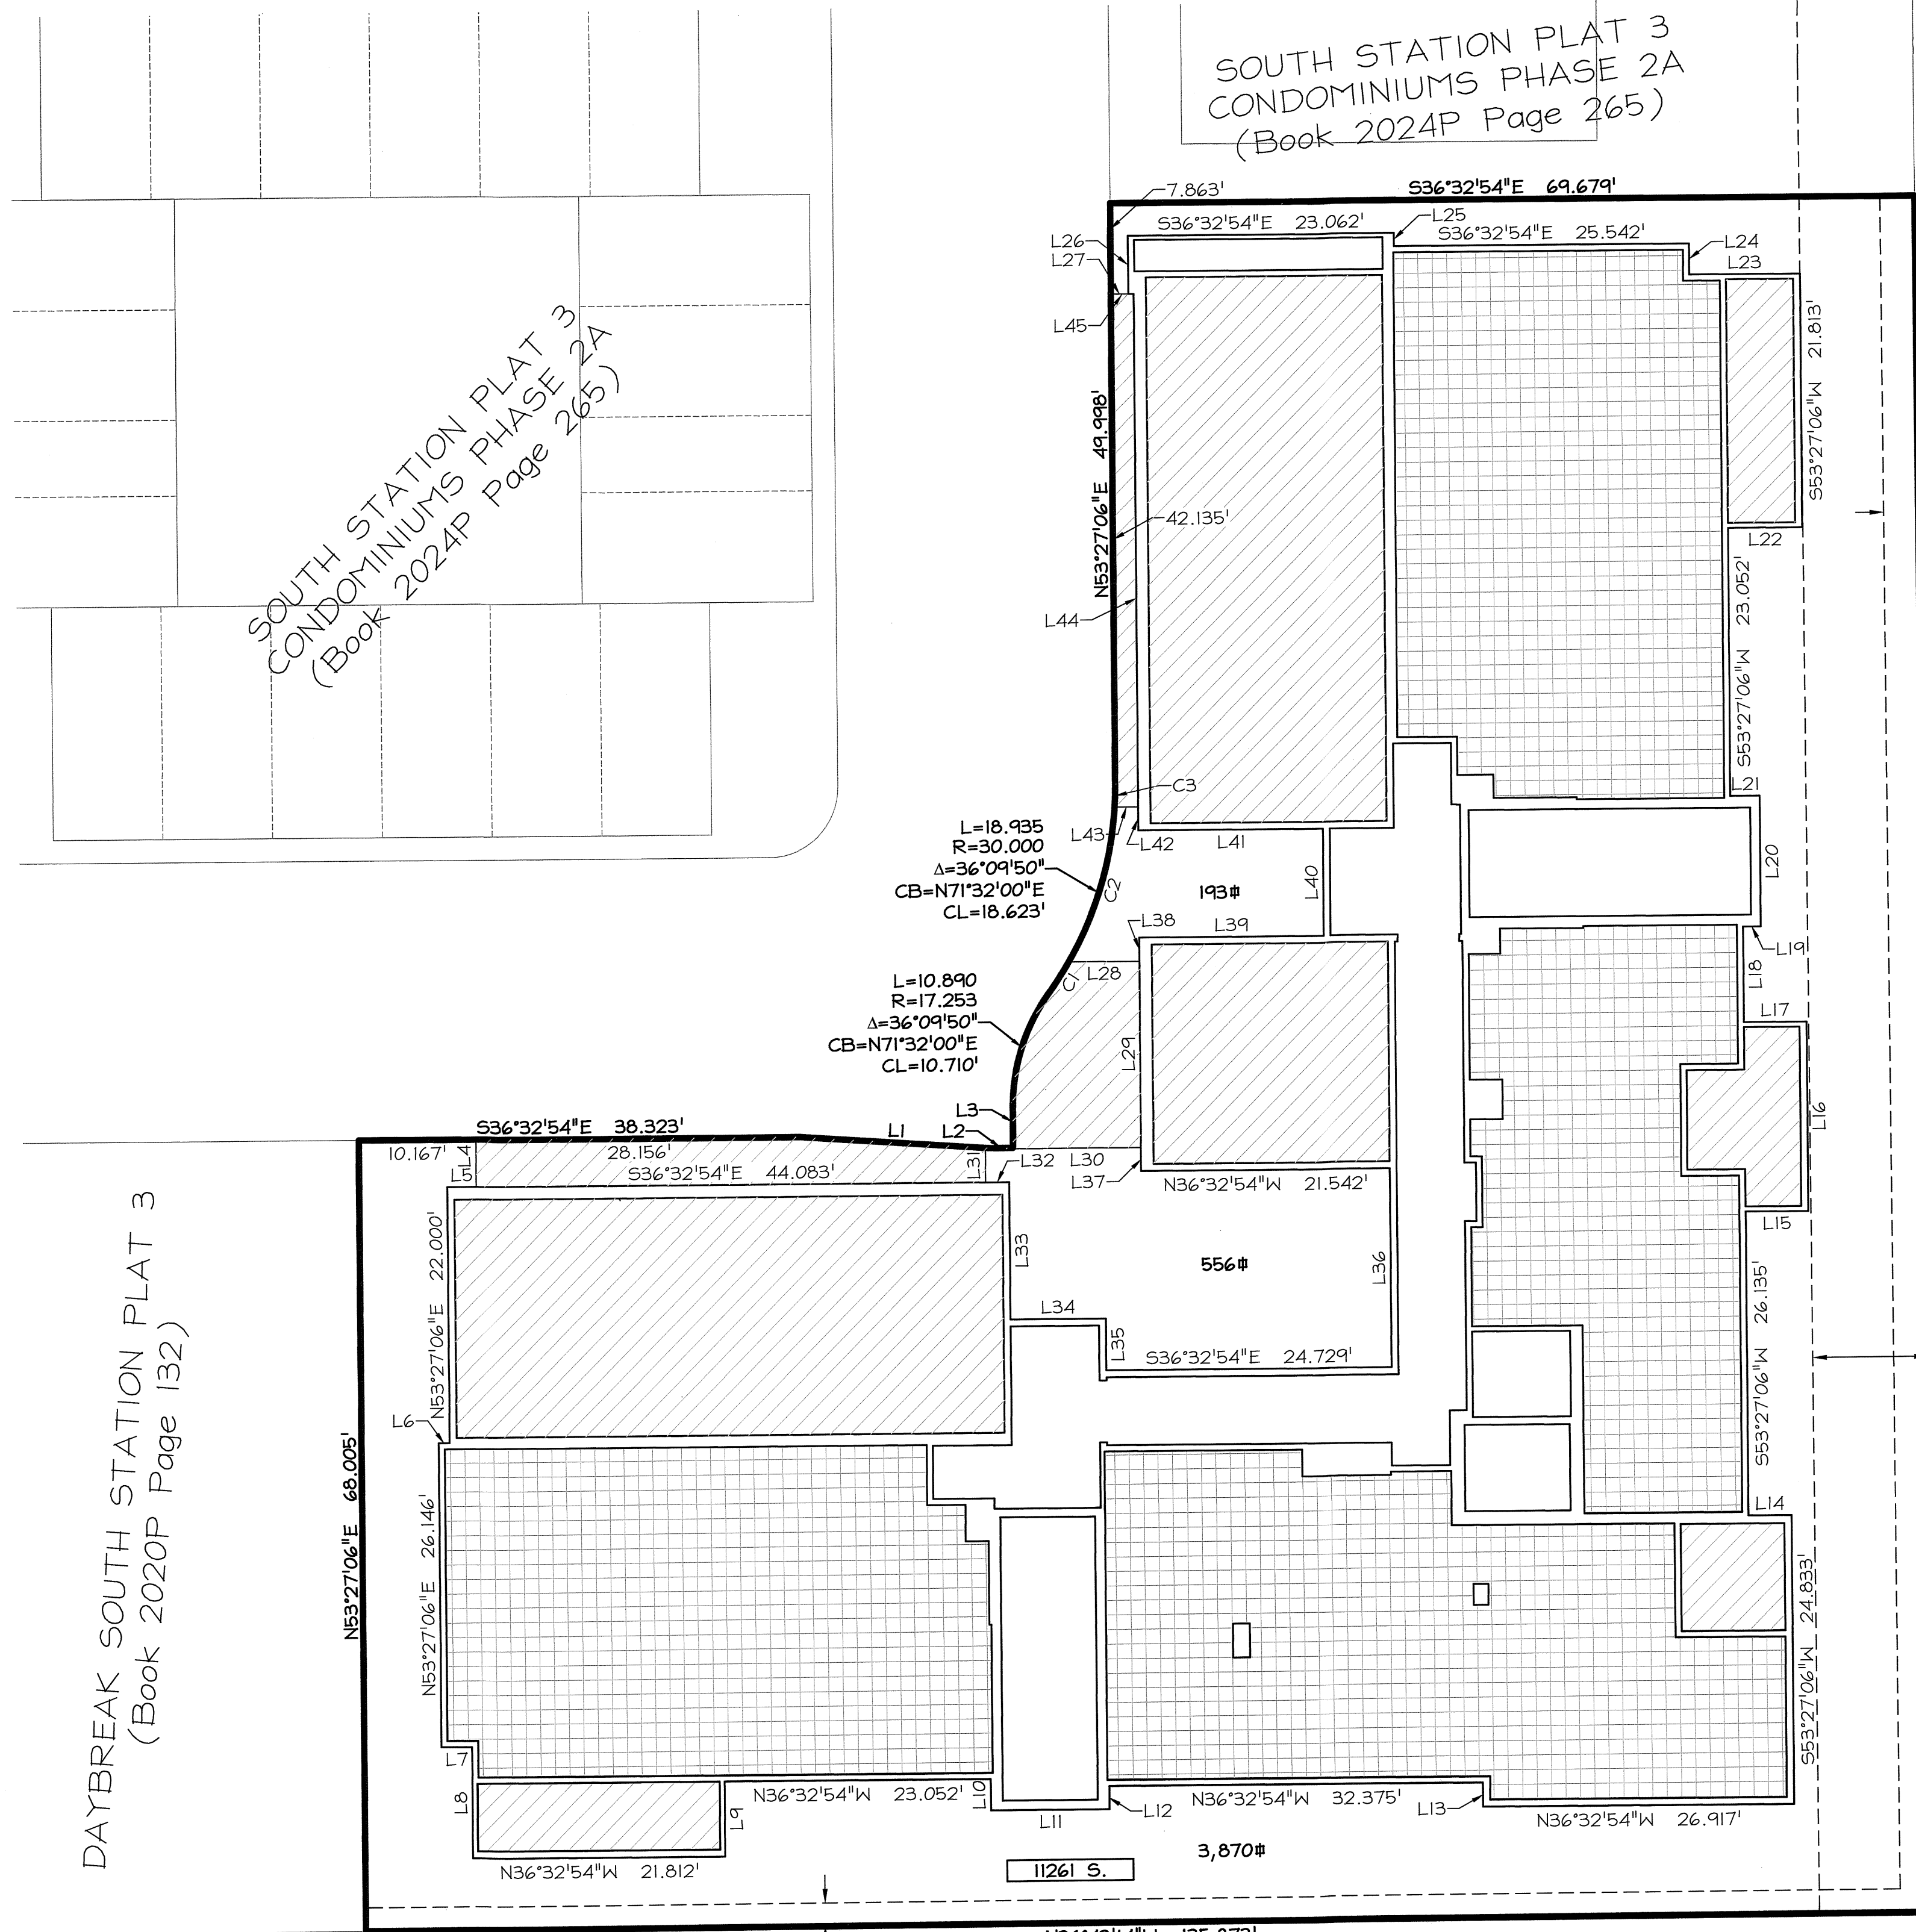 SOUTH STATION PLAT 3
CONDOMINIUMS PHASE 2A
(Book 2024P Page 265)
7.863'
S36°32'54"E 69.679'
S36°32'54"E 23.062'
L25
S36°32'54"E 25.542'
L26
L27
L24
L23
L45
21.813'
S53°27'06"W
SOUTH STATION PLAT 3
CONDOMINIUMS PHASE 2A
(Book 2024P Page 265)
N53°27'06"E 49.998'
42.135'
L22
L44
S53°27'06"W 23.052'
C3
L21
L43
L42
L41
L=18.935
R=30.000
Δ=36°09'50"
CB=N71°32'00"E
CL=18.623'
C2
193
L40
L20
L38
L39
L19
C1
L28
L18
L=10.890
R=17.253
Δ=36°09'50"
CB=N71°32'00"E
CL=10.710'
L29
L17
L3
L16
S36°32'54"E 38.323'
L1
L2
10.167'
L4
L5
28.156'
S36°32'54"E 44.083'
L31
L32
L30
L37
N36°32'54"W 21.542'
L15
DAYBREAK SOUTH STATION PLAT 3
(Book 2020P Page 132)
N53°27'06"E 22.000'
L33
556
L36
S53°27'06"W 26.135'
L34
L35
S36°32'54"E 24.729'
L6
N53°27'06"E 68.005'
N53°27'06"E 26.146'
L14
S53°27'06"W 24.833'
L7
L8
L9
N36°32'54"W 23.052'
L10
L11
L12
N36°32'54"W 32.375'
L13
N36°32'54"W 26.917'
N36°32'54"W 21.812'
3,870
11261 S.